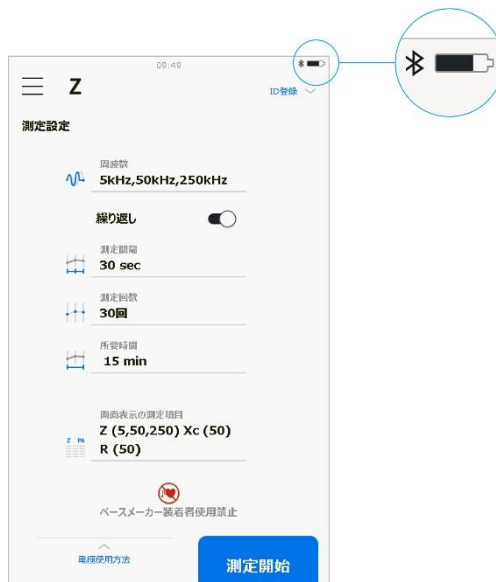 09:49
Z
ID登録
測定設定
周波数
5kHz,50kHz,250kHz
繰り返し
測定間隔
30 sec
測定回数
30回
所要時間
15 min
画面表示の測定項目
Z (5,50,250) Xc (50)
R (50)
Z PA
ペースメーカー装着者使用禁止
電極使用方法
測定開始